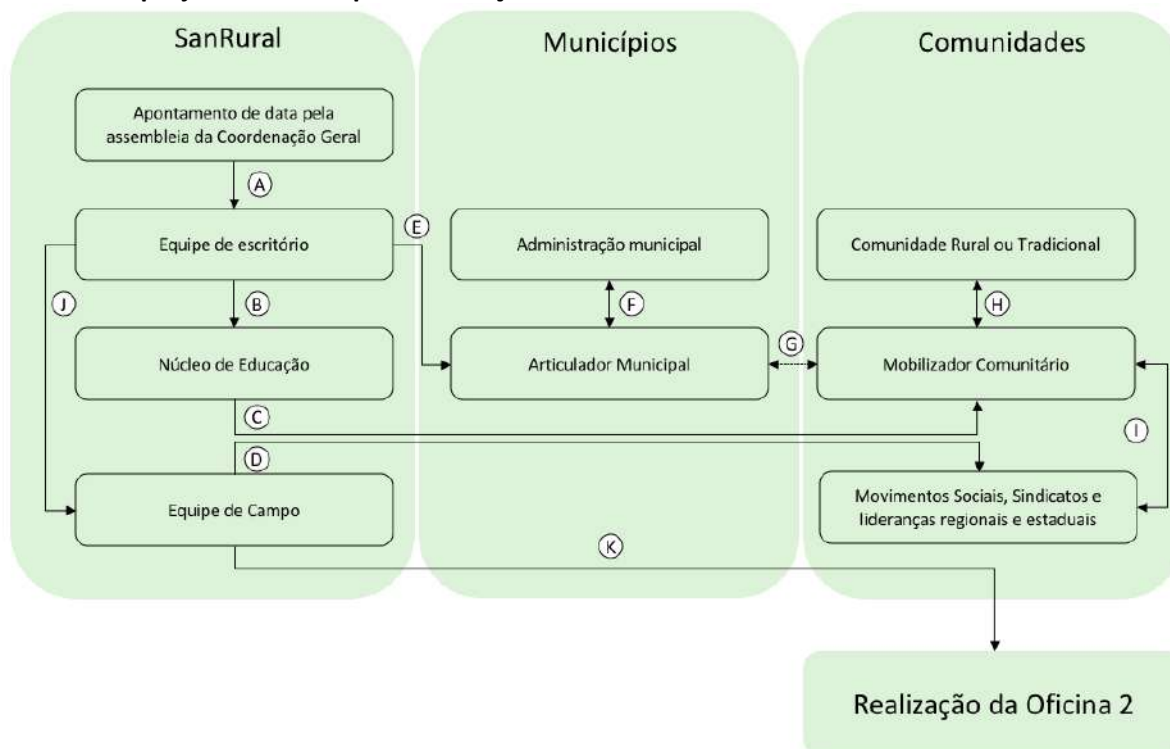 SanRural
Municípios
Comunidades
Apontamento de data pela
assembleia da Coordenação Geral
A
Equipe de escritório
E
Administração municipal
Comunidade Rural ou Tradicional
J
B
F
H
Núcleo de Educação
Articulador Municipal
G
Mobilizador Comunitário
C
I
D
Equipe de Campo
Movimentos Sociais, Sindicatos e
lideranças regionais e estaduais
K
Realização da Oficina 2